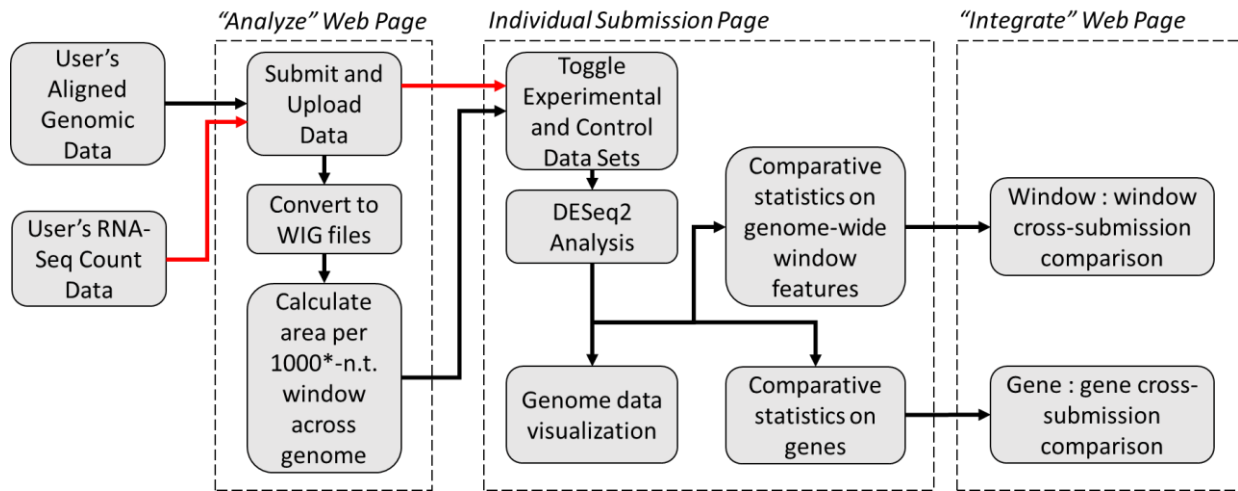 “Analyze” Web Page
Individual Submission Page
“Integrate” Web Page
User’s
Aligned
Genomic
Data
User’s RNA-
Seq Count
Data
Submit and
Upload
Data
Convert to
WIG files
Calculate
area per
1000*-n.t.
window
across
genome
Toggle
Experimental
and Control
Data Sets
DESeq2
Analysis
Genome data
visualization
Comparative
statistics on
genome-wide
window
features
Comparative
statistics on
genes
Window : window
cross-submission
comparison
Gene : gene cross-
submission
comparison